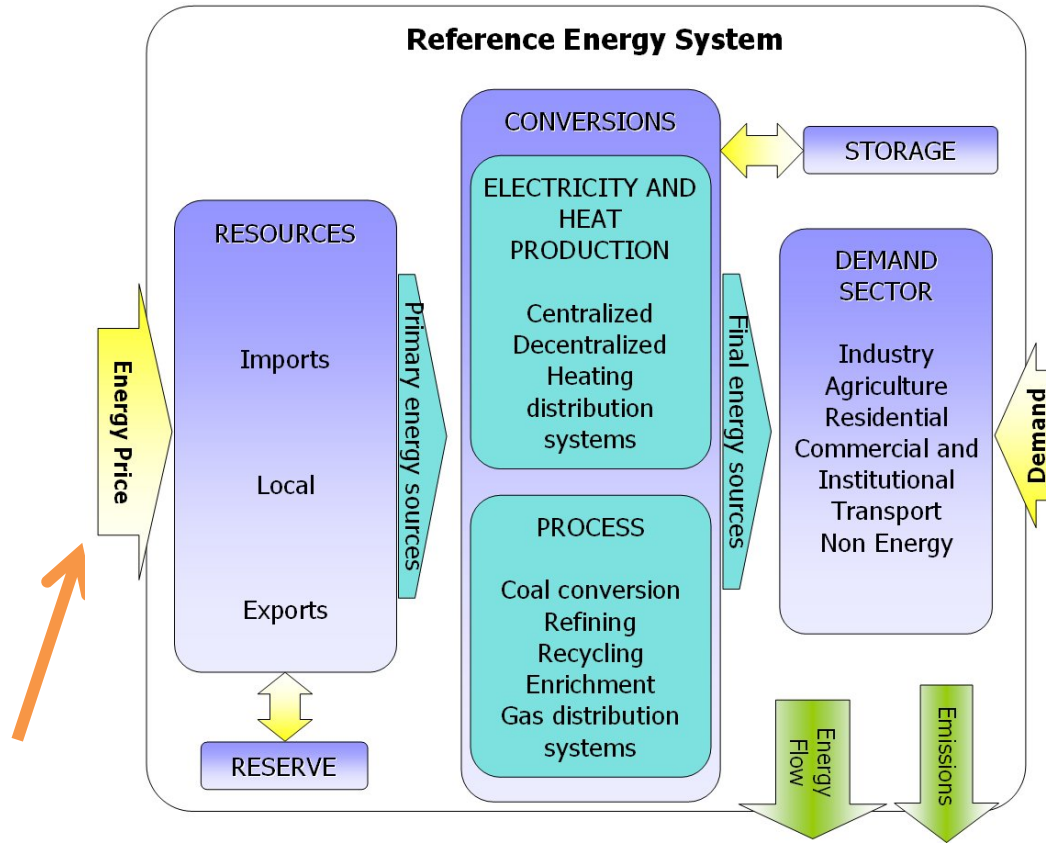 Reference Energy System
CONVERSIONS
STORAGE
ELECTRICITY AND
HEAT
PRODUCTION
Centralized
Decentralized
Heating
distribution
systems
RESOURCES
Imports
Local
Exports
DEMAND
SECTOR
Industry
Agriculture
Residential
Commercial and
Institutional
Transport
Non Energy
Energy Price
Primary energy sources
Final energy sources
Demand
PROCESS
Coal conversion
Refining
Recycling
Enrichment
Gas distribution
systems
RESERVE
Energy
Flow
Emissions